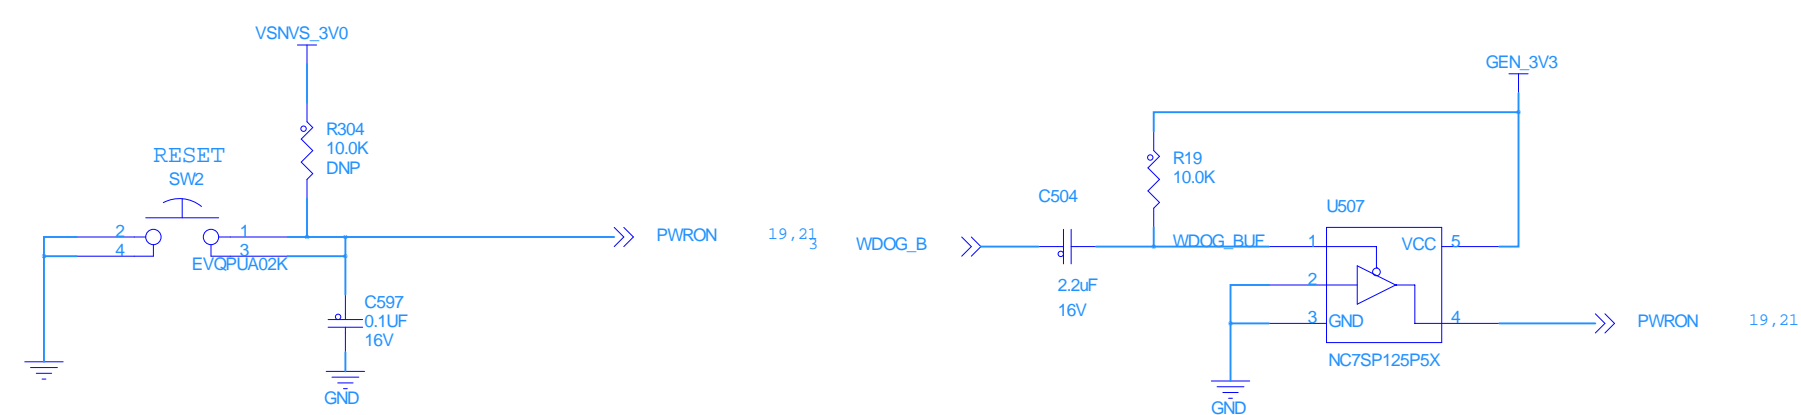 VSNVS_3V0
R304
10.0K
DNP
RESET
SW2
2
4
1
3
EVQPUA02K
PWRON 19,21
C597
0.1UF
16V
GND
GEN_3V3
R19
10.0K
C504
3 WDOG_B
WDOG_BUF
2.2uF
16V
U507
1
VCC
5
2
3
GND
4
NC7SP125P5X
PWRON 19,21
GND